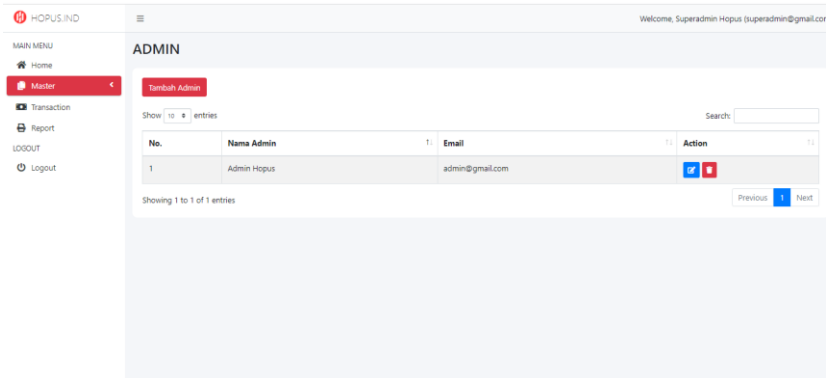 HOPUS.IND
Welcome, Superadmin Hopus (superadmin@gmail.com
MAIN MENU
Home
Master
Transaction
Report
LOGOUT
Logout
ADMIN
Tambah Admin
Show 10 entries
Search:
No. Nama Admin Email Action
1 Admin Hopus admin@gmail.com
Showing 1 to 1 of 1 entries
Previous 1 Next